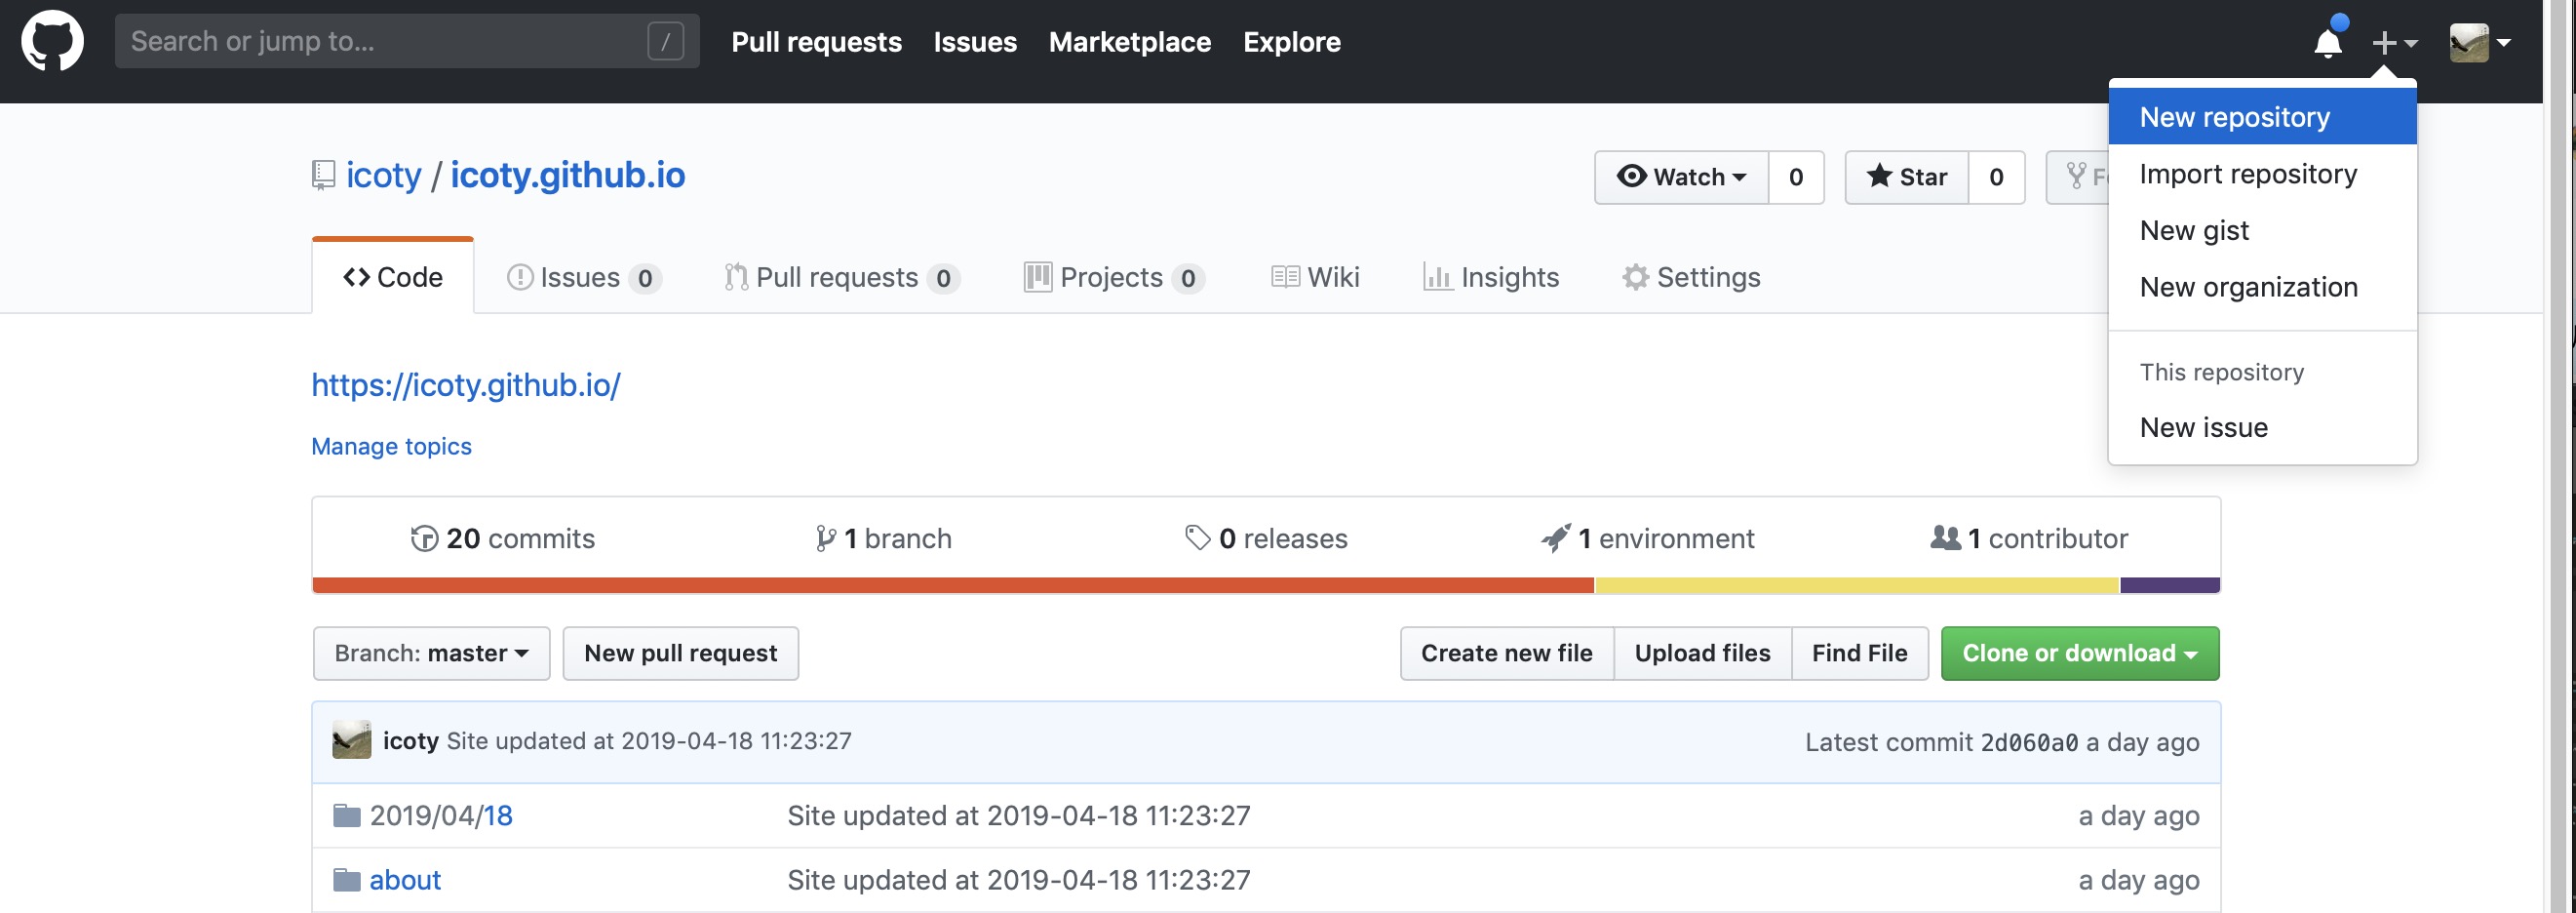 Search or jump to... /
Pull requests Issues Marketplace Explore
New repository
Import repository
New gist
New organization
This repository
New issue
icoty / icoty.github.io
Watch 0 Star 0
Code Issues 0 Pull requests 0 Projects 0 Wiki Insights Settings
https://icoty.github.io/
Manage topics
20 commits 1 branch 0 releases 1 environment 1 contributor
Branch: master New pull request Create new file Upload files Find File Clone or download
icoty Site updated at 2019-04-18 11:23:27 Latest commit 2d060a0 a day ago
2019/04/18 Site updated at 2019-04-18 11:23:27 a day ago
about Site updated at 2019-04-18 11:23:27 a day ago